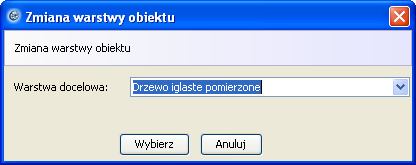 Zmiana warstwy obiektu
Zmiana warstwy obiektu
Warstwa docelowa: Drzewo iglaste pomierzone
Wybierz Anuluj